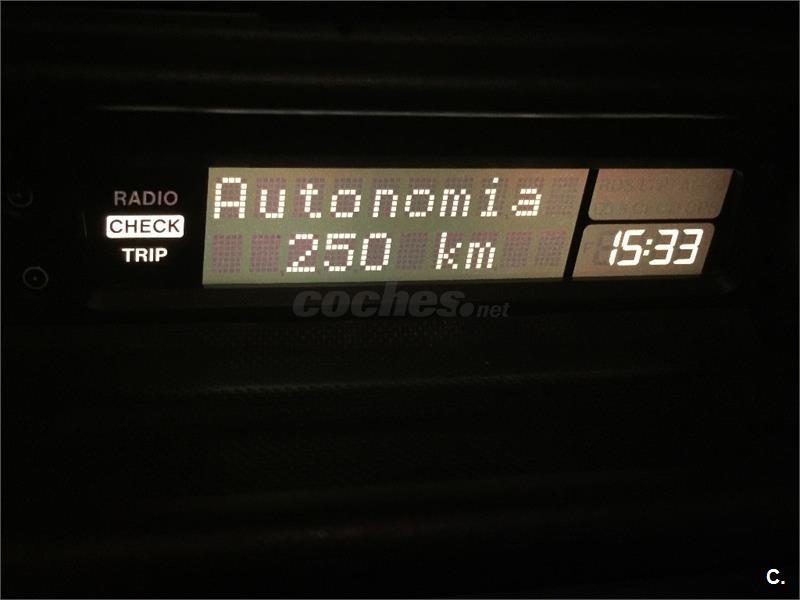 RADIO
CHECK
TRIP
Autonomia
250 km
15:33
coches.net
C.